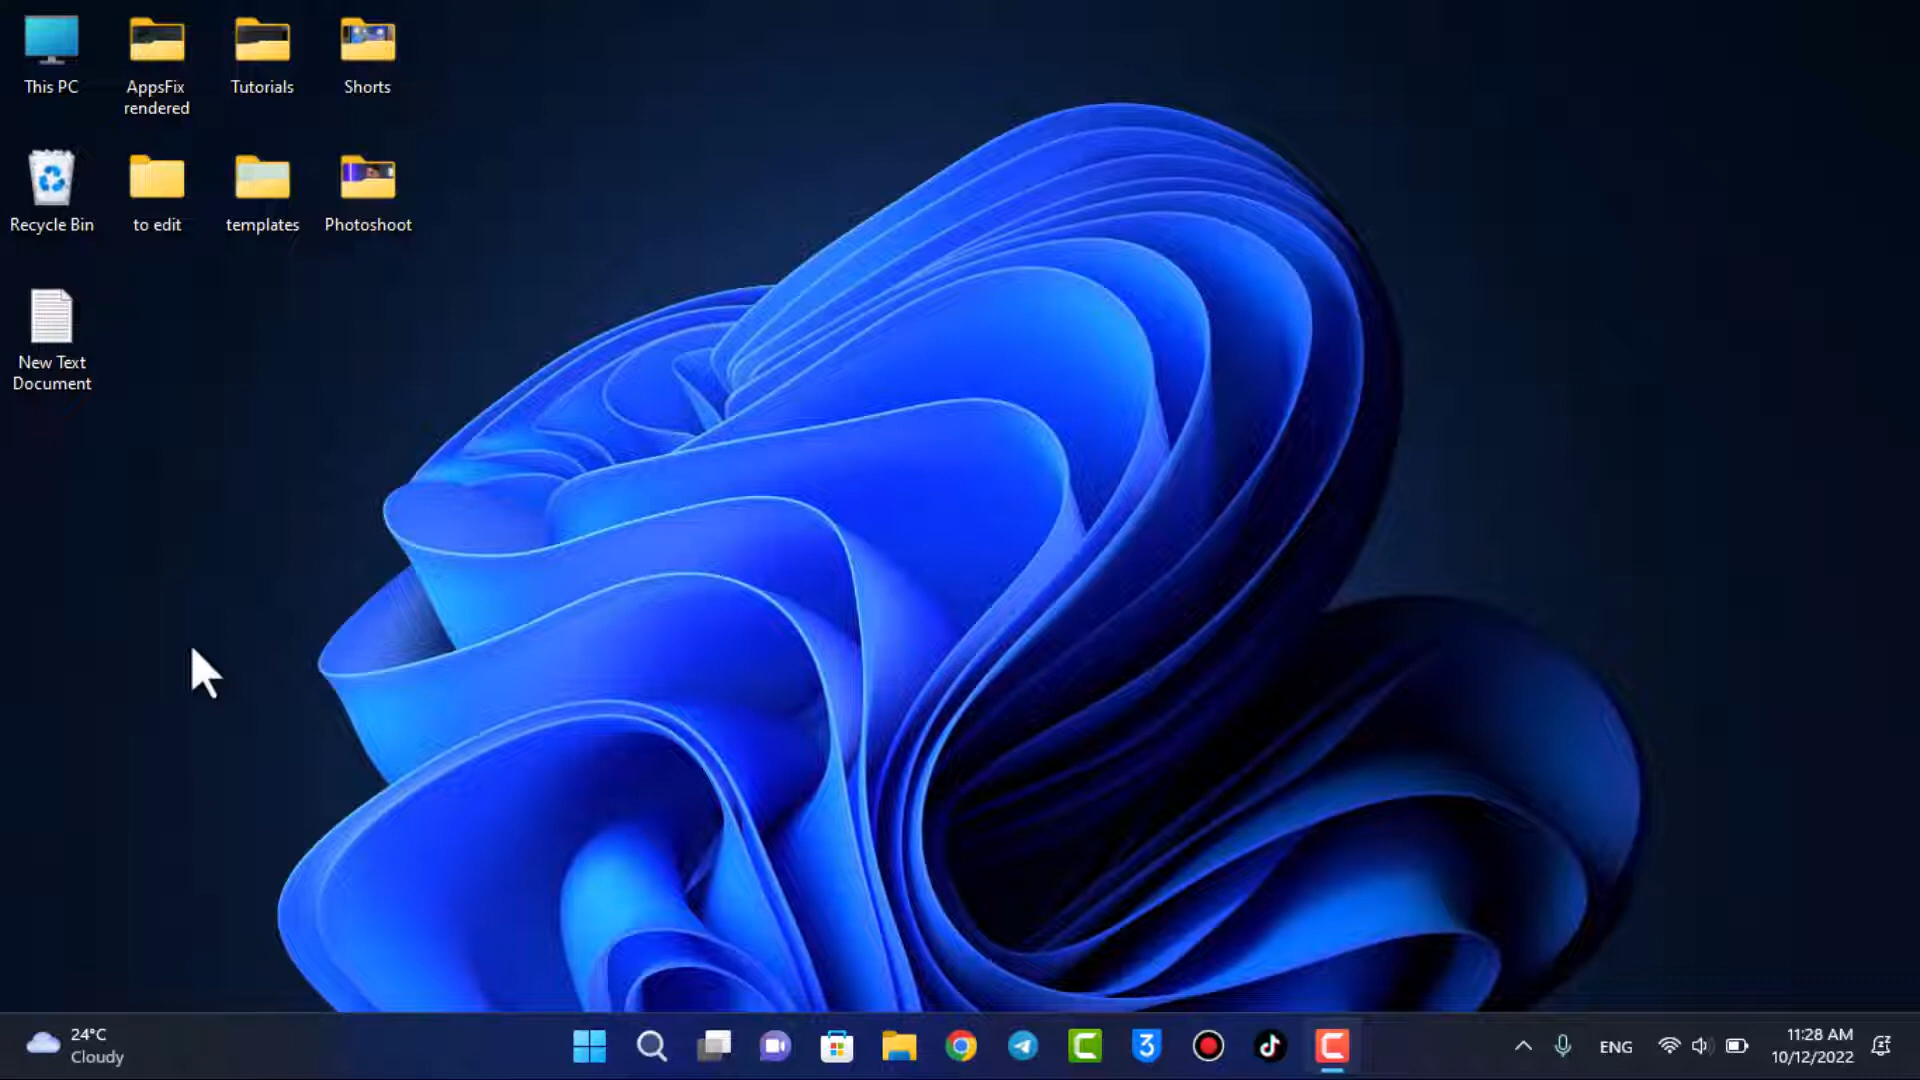 This PC
AppsFix
rendered
Tutorials
Shorts
Recycle Bin
to edit
templates
Photoshoot
New Text
Document
24°C
Cloudy
3
ENG
11:28 AM
10/12/2022